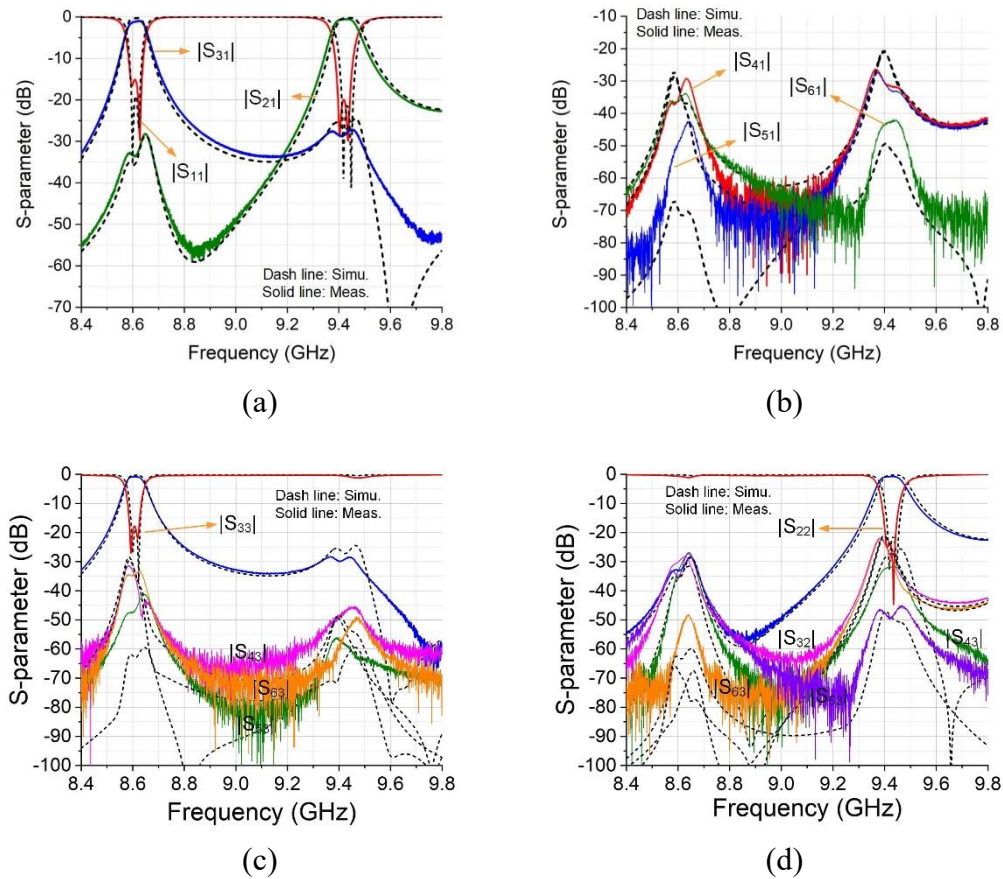 Dash line: Simu.
Solid line: Meas.
|S31|
|S21|
|S11|
S-parameter (dB)
0
-10
-20
-30
-40
-50
-60
-70
8.4 8.6 8.8 9.0 9.2 9.4 9.6 9.8
Frequency (GHz)
(a)
Dash line: Simu.
Solid line: Meas.
|S41|
|S61|
|S51|
S-parameter (dB)
-10
-20
-30
-40
-50
-60
-70
-80
-90
-100
8.4 8.6 8.8 9.0 9.2 9.4 9.6 9.8
Frequency (GHz)
(b)
Dash line: Simu.
Solid line: Meas.
|S33|
|S43|
|S63|
S-parameter (dB)
0
-10
-20
-30
-40
-50
-60
-70
-80
-90
-100
8.4 8.6 8.8 9.0 9.2 9.4 9.6 9.8
Frequency (GHz)
(c)
Dash line: Simu.
Solid line: Meas.
|S22|
|S32|
|S43|
|S63|
|S53|
S-parameter (dB)
0
-10
-20
-30
-40
-50
-60
-70
-80
-90
-100
8.4 8.6 8.8 9.0 9.2 9.4 9.6 9.8
Frequency (GHz)
(d)